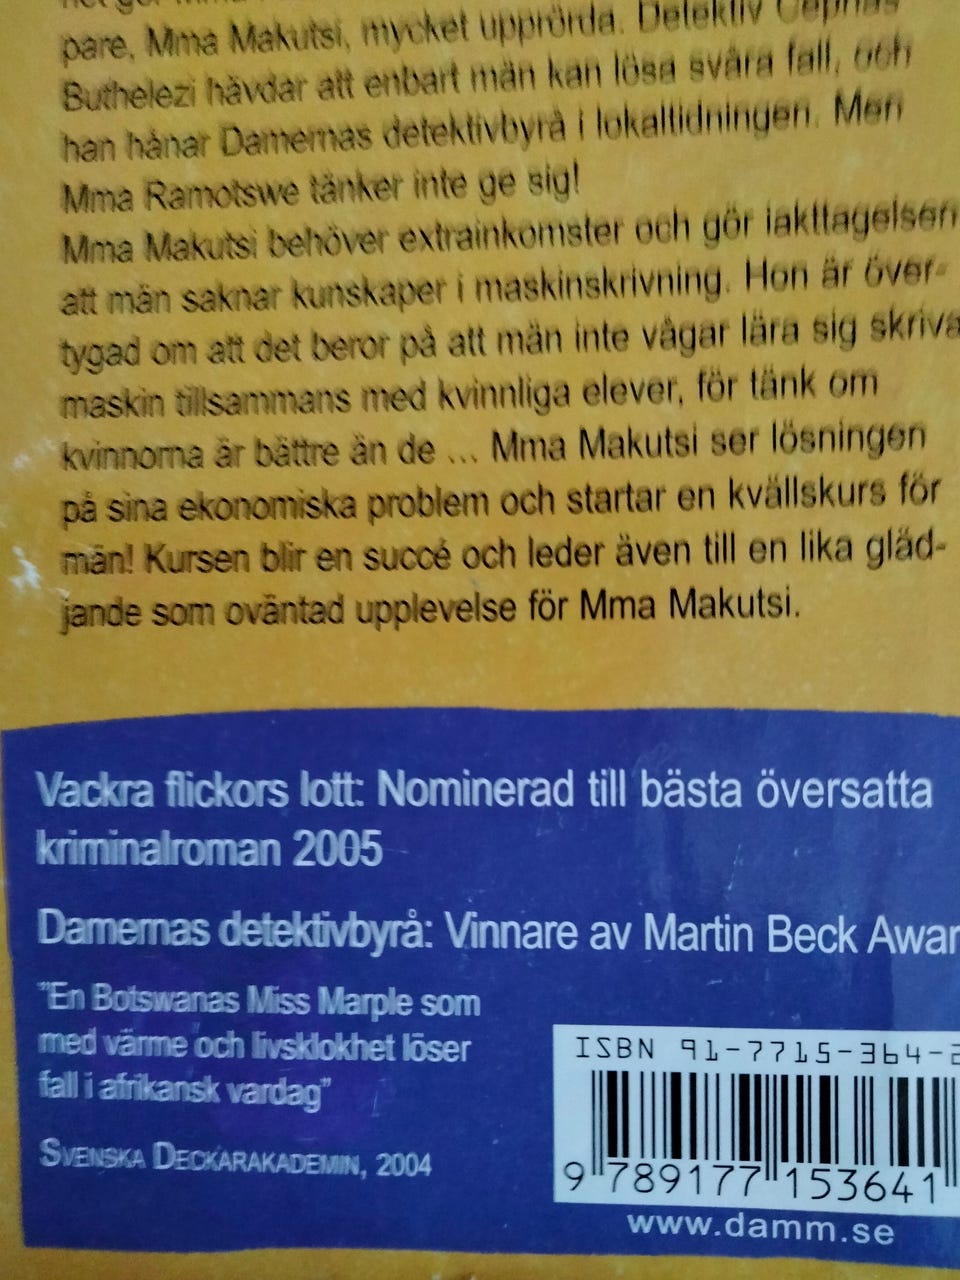 pare, Mma Makutsi, mycket upprörda. Detektiv Cephas
Buthelezi hävdar att enbart män kan lösa svåra fall, och
han hånar Damernas detektivbyrå i lokaltidningen. Men
Mma Ramotswe tänker inte ge sig!
Mma Makutsi behöver extrainkomster och gör iakttagelsen
att män saknar kunskaper i maskinskrivning. Hon är över-
tygad om att det beror på att män inte vågar lära sig skriva
maskin tillsammans med kvinnliga elever, för tänk om
kvinnorna är bättre än de ... Mma Makutsi ser lösningen
på sina ekonomiska problem och startar en kvällskurs för
män! Kursen blir en succé och leder även till en lika gläd-
jande som oväntad upplevelse för Mma Makutsi.
Vackra flickors lott: Nominerad till bästa översatta
kriminalroman 2005
Damernas detektivbyrå: Vinnare av Martin Beck Awar
"En Botswanas Miss Marple som
med värme och livsklokhet löser
fall i afrikansk vardag"
SVENSKA DECKARAKADEMIN, 2004
ISBN 91-7715-364-2
9 789177 153641
www.damm.se